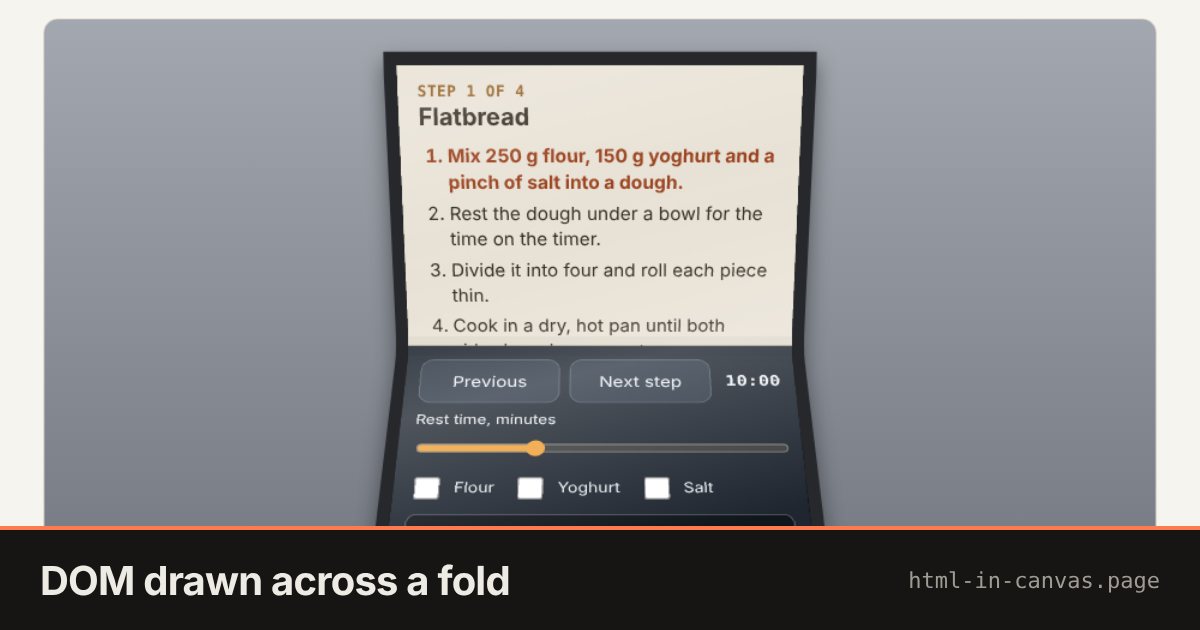 STEP 1 OF 4
Flatbread
1. Mix 250 g flour, 150 g yoghurt and a
pinch of salt into a dough.
2. Rest the dough under a bowl for the
time on the timer.
3. Divide it into four and roll each piece
thin.
4. Cook in a dry, hot pan until both
Previous
Next step
10:00
Rest time, minutes
Flour
Yoghurt
Salt
DOM drawn across a fold
html-in-canvas.page